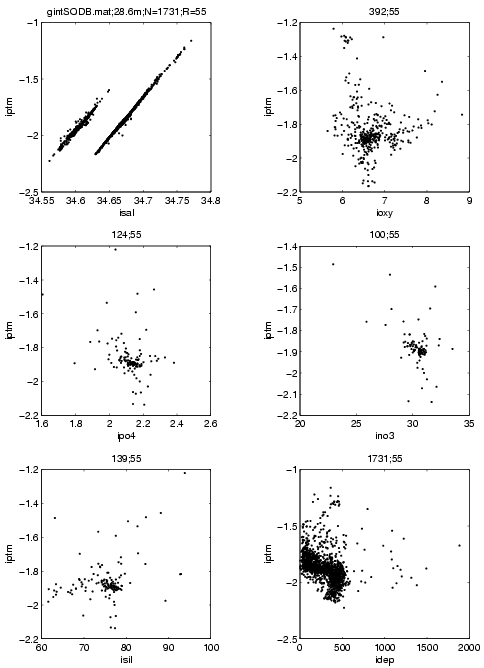 gintSODB.mat;28.6m;N=1731;R=55
−1
−1.5
−2
−2.5
iptm
34.55 34.6 34.65 34.7 34.75 34.8
isal
392;55
−1.2
−1.4
−1.6
−1.8
−2
−2.2
iptm
5 6 7 8 9
ioxy
124;55
−1.2
−1.4
−1.6
−1.8
−2
−2.2
iptm
1.6 1.8 2 2.2 2.4 2.6
ipo4
100;55
−1.4
−1.5
−1.6
−1.7
−1.8
−1.9
−2
−2.1
−2.2
iptm
20 25 30 35
ino3
139;55
−1.2
−1.4
−1.6
−1.8
−2
−2.2
iptm
60 70 80 90 100
isil
1731;55
−1
−1.5
−2
−2.5
iptm
0 500 1000 1500 2000
idep